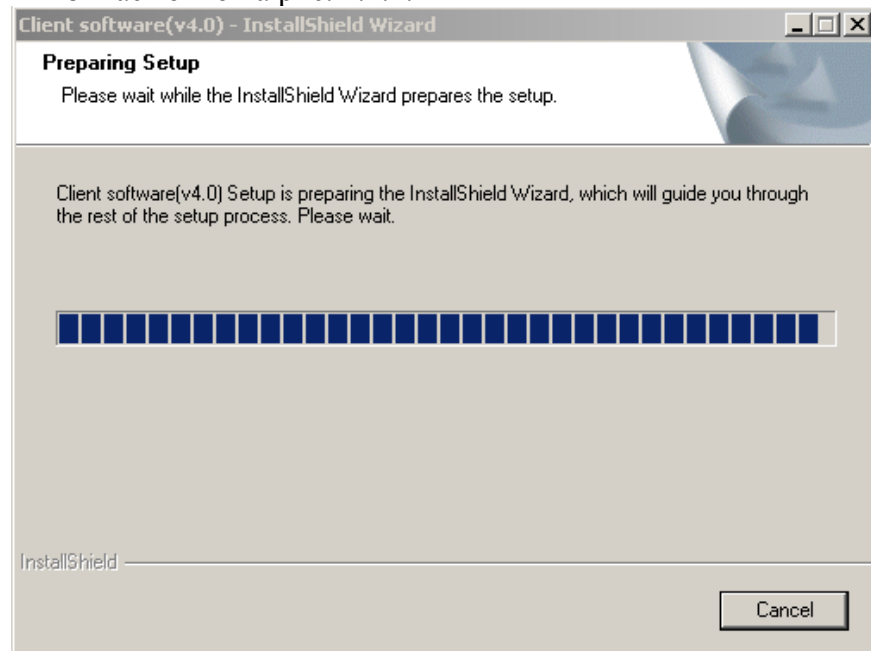 Client software(v4.0) - InstallShield Wizard
Preparing Setup
Please wait while the InstallShield Wizard prepares the setup.
Client software(v4.0) Setup is preparing the InstallShield Wizard, which will guide you through
the rest of the setup process. Please wait.
InstallShield
Cancel